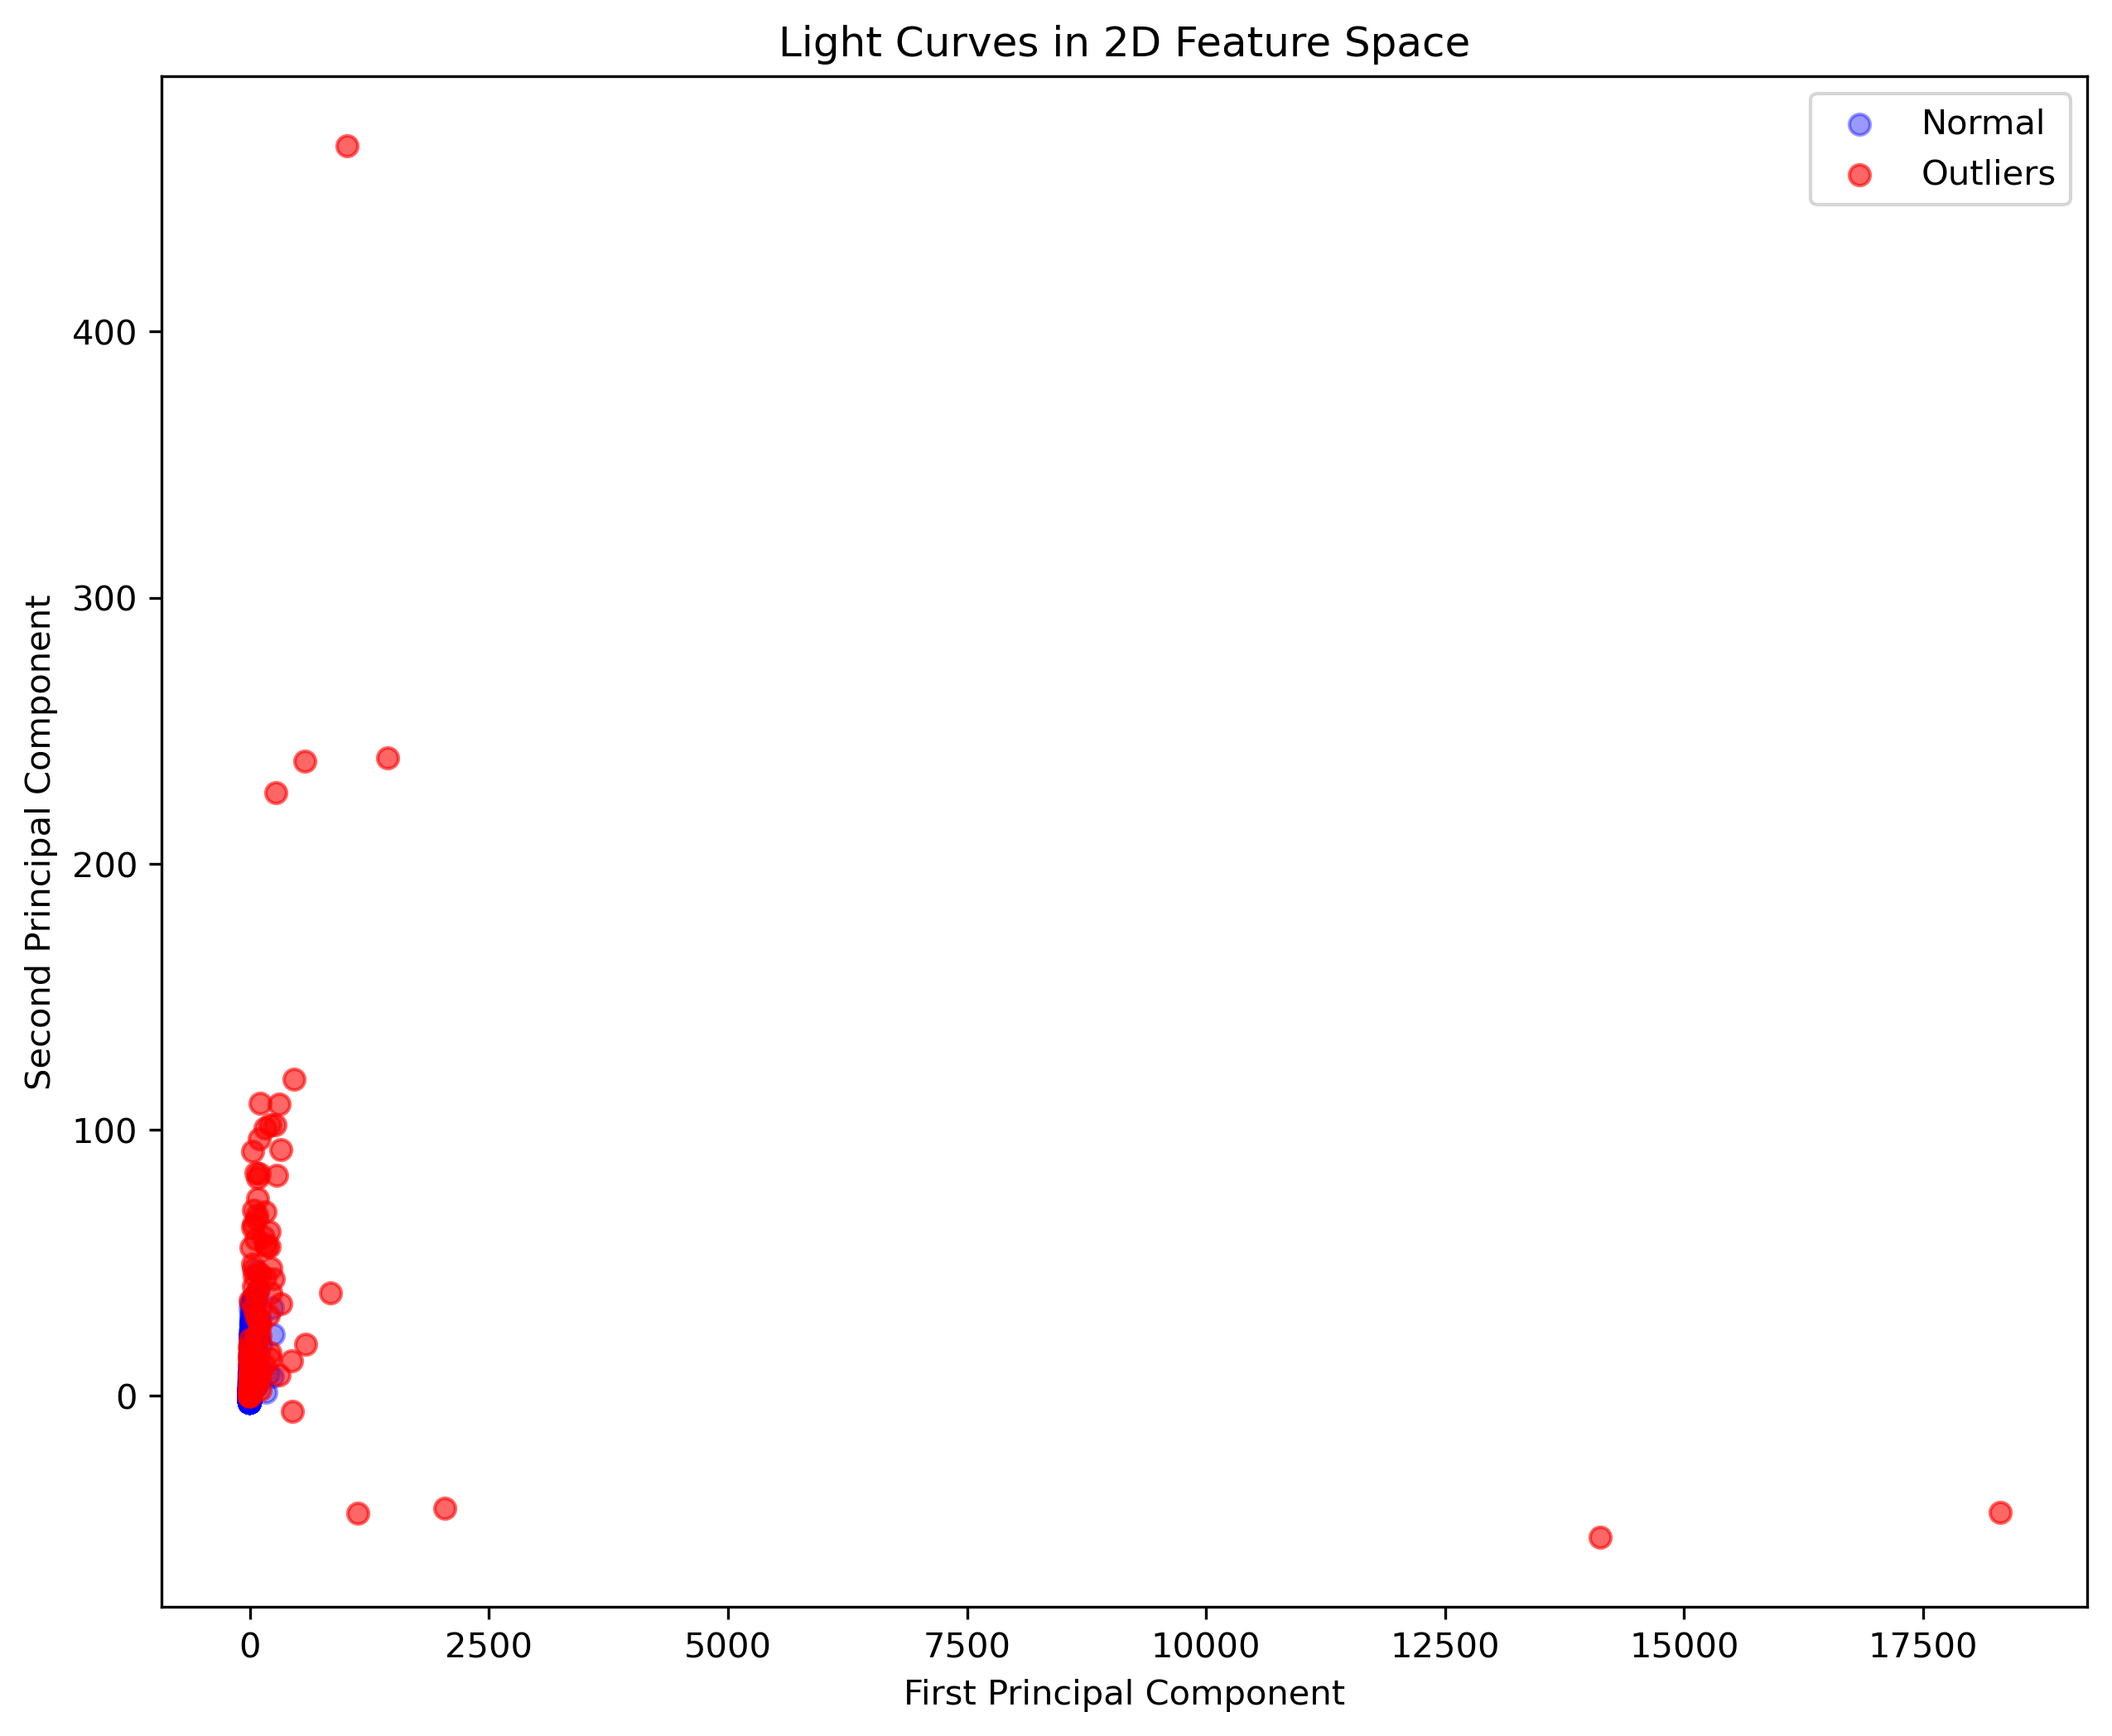 Light Curves in 2D Feature Space
Normal
Outliers
Second Principal Component
400
300
200
100
0
0 2500 5000 7500 10000 12500 15000 17500
First Principal Component